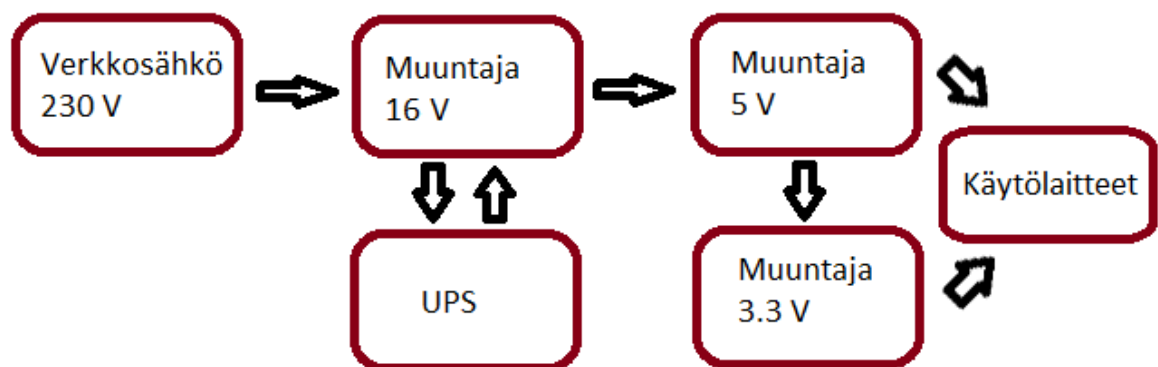 Verkkosähkö
230 V
Muuntaja
16 V
Muuntaja
5 V
Käytölaitteet
UPS
Muuntaja
3.3 V